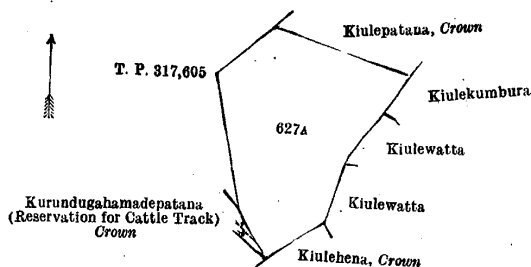 Kiulepatana, Crown
T. P. 317,605
Kiulekumbura
627A
Kiulewatta
Kurundugahamadepatana
(Reservation for Cattle Track)
Crown
Kiulewatta
Kiulehena, Crown